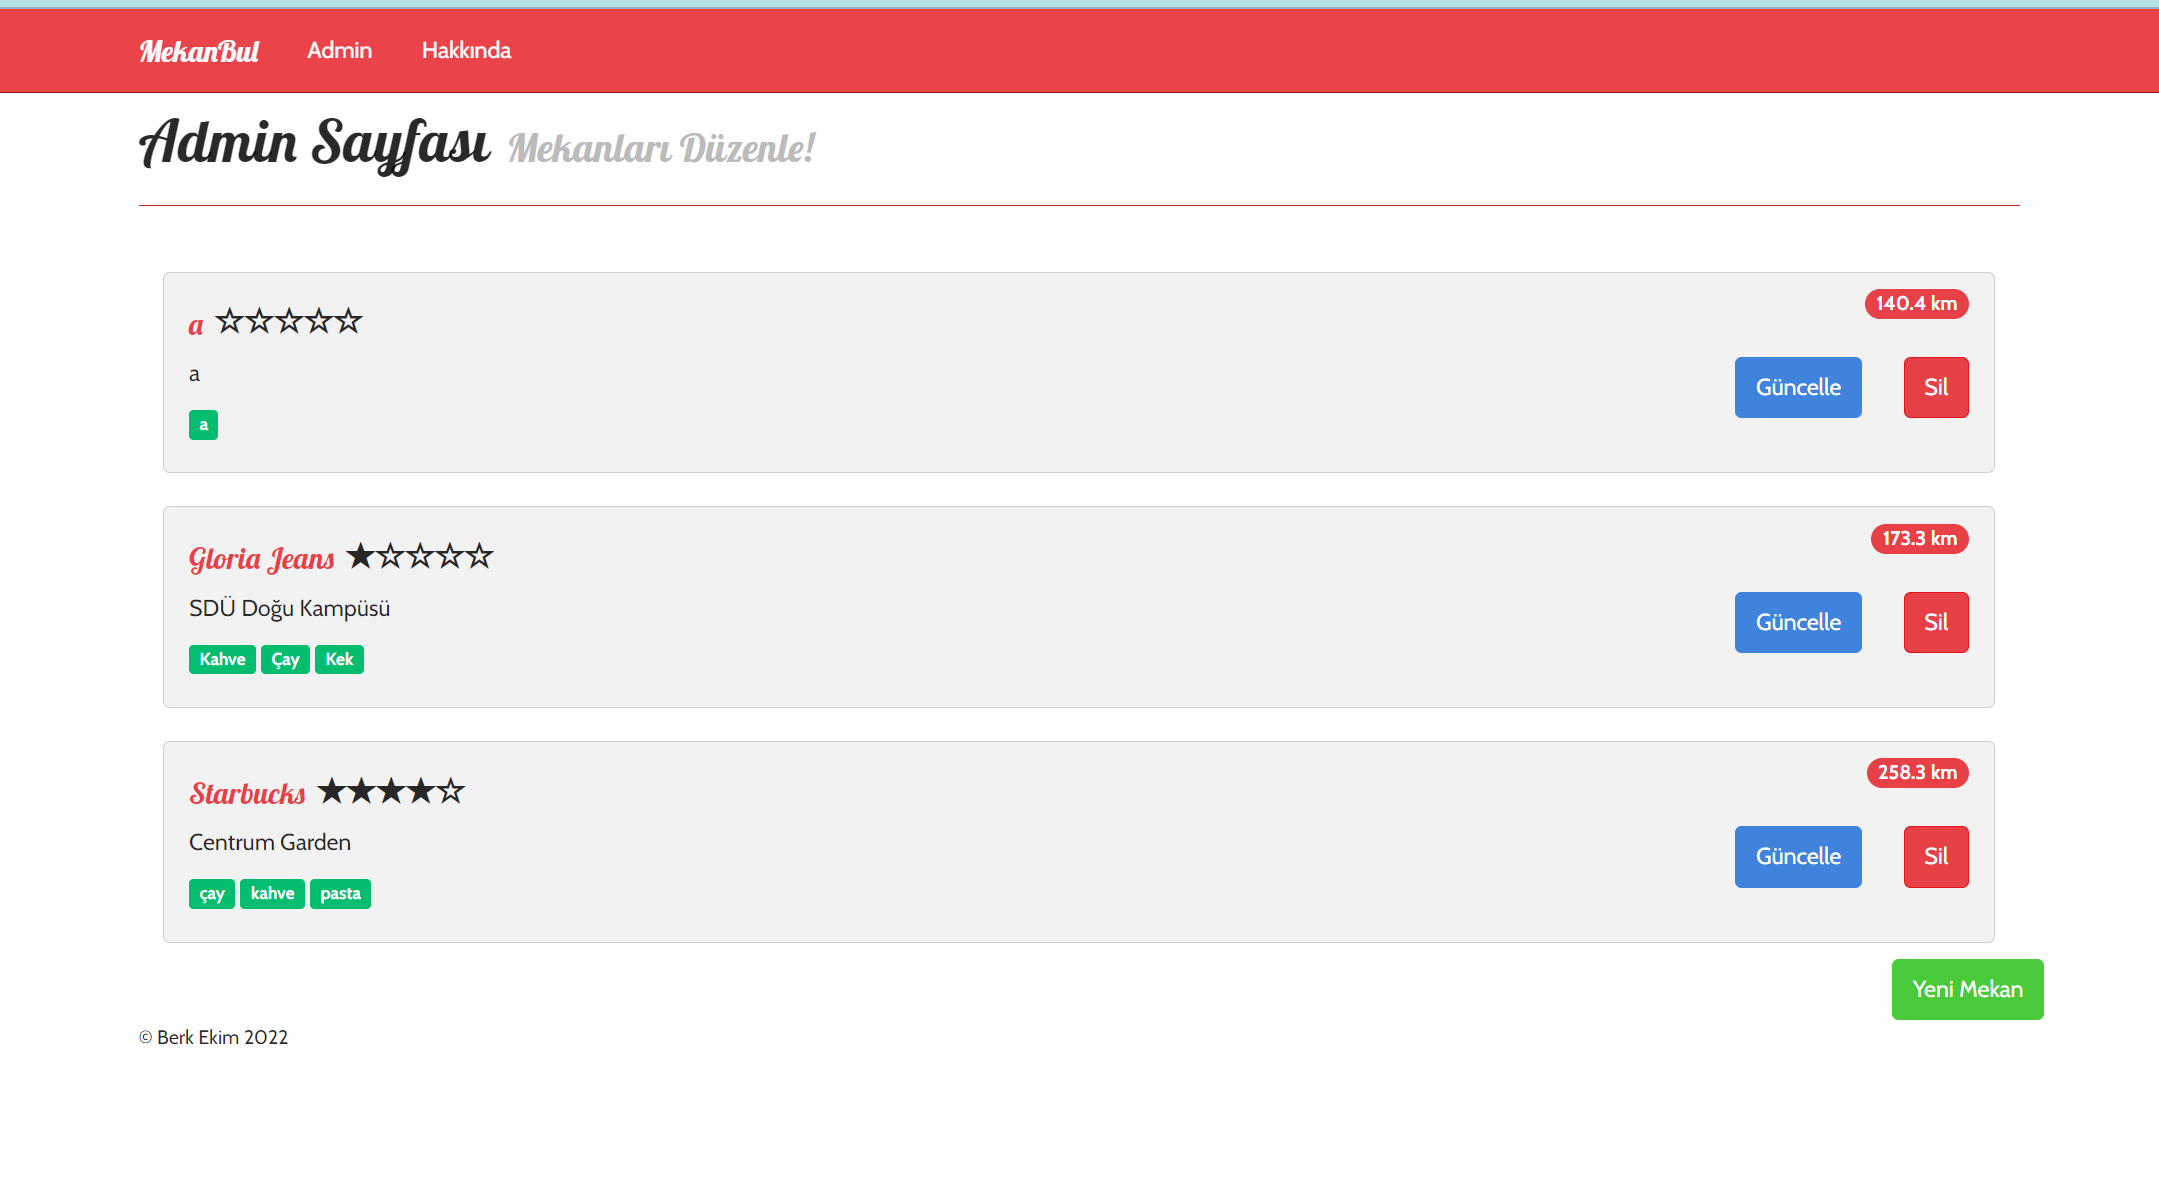 MekanBul Admin Hakkında
Admin Sayfası Mekanları Düzenle!
a ☆☆☆☆☆ 140.4 km
a
Güncelle Sil
a
Gloria Jeans ★☆☆☆☆ 173.3 km
SDÜ Doğu Kampüsü
Güncelle Sil
Kahve Çay Kek
Starbucks ★★★★☆ 258.3 km
Centrum Garden
Güncelle Sil
çay kahve pasta
Yeni Mekan
© Berk Ekim 2022